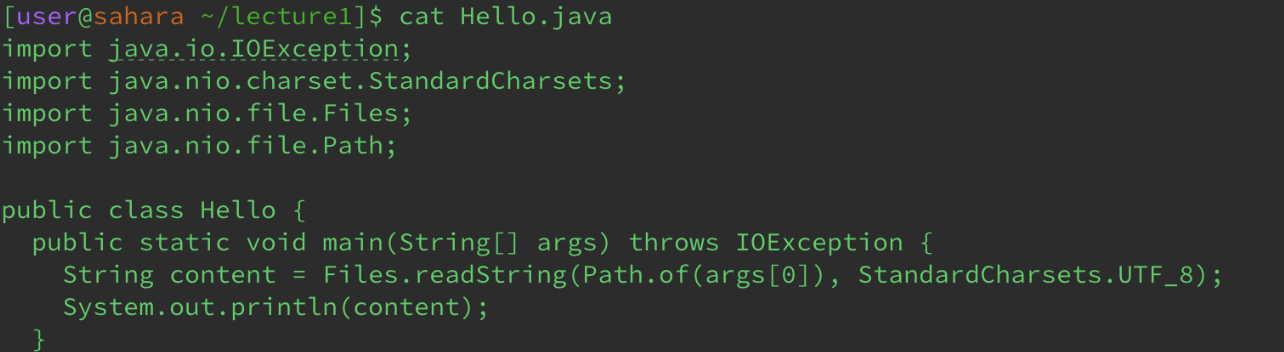 [user@sahara ~/lecture1]$ cat Hello.java
import java.io.IOException;
import java.nio.charset.StandardCharsets;
import java.nio.file.Files;
import java.nio.file.Path;

public class Hello {
  public static void main(String[] args) throws IOException {
    String content = Files.readString(Path.of(args[0]), StandardCharsets.UTF_8);
    System.out.println(content);
  }